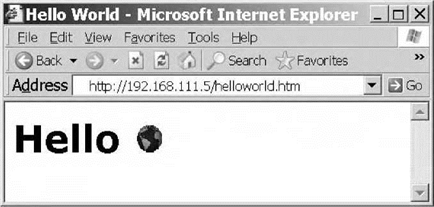 Hello World - Microsoft Internet Explorer
File Edit View Favorites Tools Help
Back Search Favorites »
Address http://192.168.111.5/helloworld.htm Go
Hello